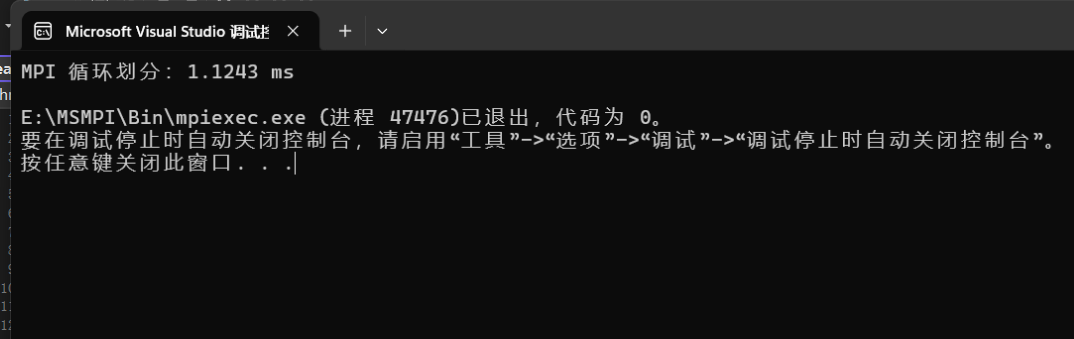 Microsoft Visual Studio 调试控
MPI 循环划分: 1.1243 ms
E:\MSMPI\Bin\mpiexec.exe (进程 47476)已退出，代码为 0。
要在调试停止时自动关闭控制台，请启用“工具”->“选项”->“调试”->“调试停止时自动关闭控制台”。
按任意键关闭此窗口. . .